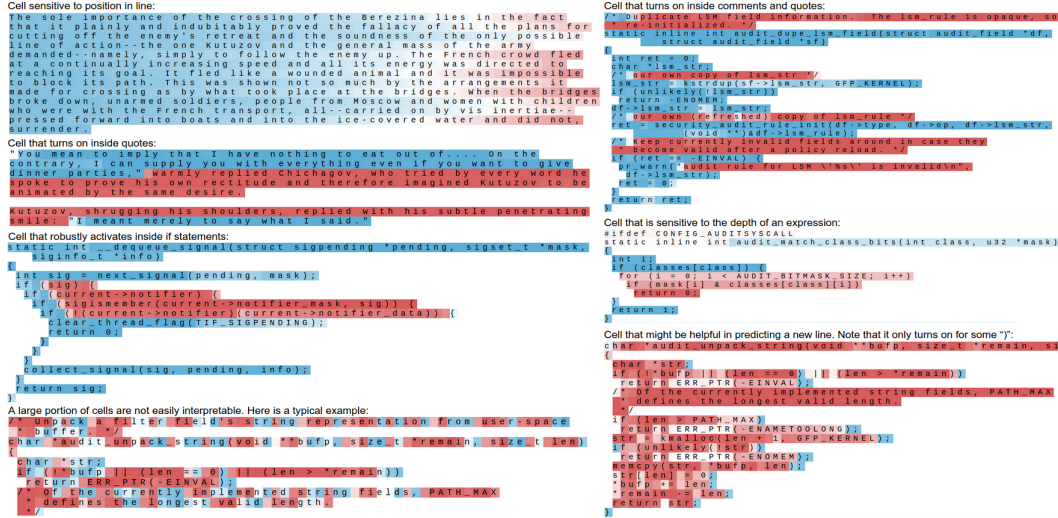 Cell sensitive to position in line:
The sole importance of the crossing of the Berezina lies in the fact
that it plainly and indubitably proved the fallacy of all the plans for
cutting off the enemy's retreat and the soundness of the only possible
line of action--the one Kutuzov and the general mass of the army
demanded--namely, simply to follow the enemy up. The French crowd fled
at a continually increasing speed and all its energy was directed to
reaching its goal. It fled like a wounded animal and it was impossible
to block its path. This was shown not so much by the arrangements it
made for crossing as by what took place at the bridges. When the bridges
broke down, unarmed soldiers, people from Moscow and women with children
who were with the French transport, all--carried on by vis inertiae--
pressed forward into boats and into the ice-covered water and did not,
surrender.
Cell that turns on inside quotes:
"You mean to imply that I have nothing to eat out of.... On the
contrary, I can supply you with everything even if you want to give
dinner parties," warmly replied Chichagov, who tried by every word he
spoke to prove his own rectitude and therefore imagined Kutuzov to be
animated by the same desire.
Kutuzov, shrugging his shoulders, replied with his subtle penetrating
smile: "I meant merely to say what I said."
Cell that robustly activates inside if statements:
static int __dequeue_signal(struct sigpending *pending, sigset_t *mask,
siginfo_t *info)
{
int sig = next_signal(pending, mask);
if (sig) {
if (current->notifier) {
if (sigismember(current->notifier_mask, sig)) {
if (!(current->notifier)(current->notifier_data)) {
clear_thread_flag(TIF_SIGPENDING);
return 0;
}
}
}
collect_signal(sig, pending, info);
}
return sig;
}
A large portion of cells are not easily interpretable. Here is a typical example:
/* Unpack a filter field's string representation from user-space
* buffer. */
char *audit_unpack_string(void **bufp, size_t *remain, size_t len)
{
char *str;
if (!*bufp || (len == 0) || (len > *remain))
return ERR_PTR(-EINVAL);
/* Of the currently implemented string fields, PATH_MAX
* defines the longest valid length.
*/
Cell that turns on inside comments and quotes:
/* Duplicate LSM field information. The lsm_rule is opaque, so
* re-initialized. */
static inline int audit_dupe_lsm_field(struct audit_field *df,
struct audit_field *sf)
{
int ret = 0;
char *lsm_str;
/* our own copy of lsm_str */
lsm_str = kstrdup(sf->lsm_str, GFP_KERNEL);
if (unlikely(!lsm_str))
return -ENOMEM;
df->lsm_str = lsm_str;
/* our own (refreshed) copy of lsm_rule */
ret = security_audit_rule_init(df->type, df->op, df->lsm_str,
(void **)&df->lsm_rule);
/* Keep currently invalid fields around in case they
* become valid after a policy reload. */
if (ret == -EINVAL) {
pr_warn("audit rule for LSM \'%s\' is invalid\n",
df->lsm_str);
ret = 0;
}
return ret;
}
Cell that is sensitive to the depth of an expression:
#ifdef CONFIG_AUDITSYSCALL
static inline int audit_match_class_bits(int class, u32 *mask)
{
int i;
if (classes[class]) {
for (i = 0; i < AUDIT_BITMASK_SIZE; i++)
if (mask[i] & classes[class][i])
return 0;
}
return 1;
}
Cell that might be helpful in predicting a new line. Note that it only turns on for some ")":
char *audit_unpack_string(void **bufp, size_t *remain, si
{
char *str;
if (!*bufp || (len == 0) || (len > *remain))
return ERR_PTR(-EINVAL);
/* Of the currently implemented string fields, PATH_MAX
* defines the longest valid length.
*/
if (len > PATH_MAX)
return ERR_PTR(-ENAMETOOLONG);
str = kmalloc(len + 1, GFP_KERNEL);
if (unlikely(!str))
return ERR_PTR(-ENOMEM);
memcpy(str, *bufp, len);
str[len] = 0;
*bufp += len;
*remain -= len;
return str;
}